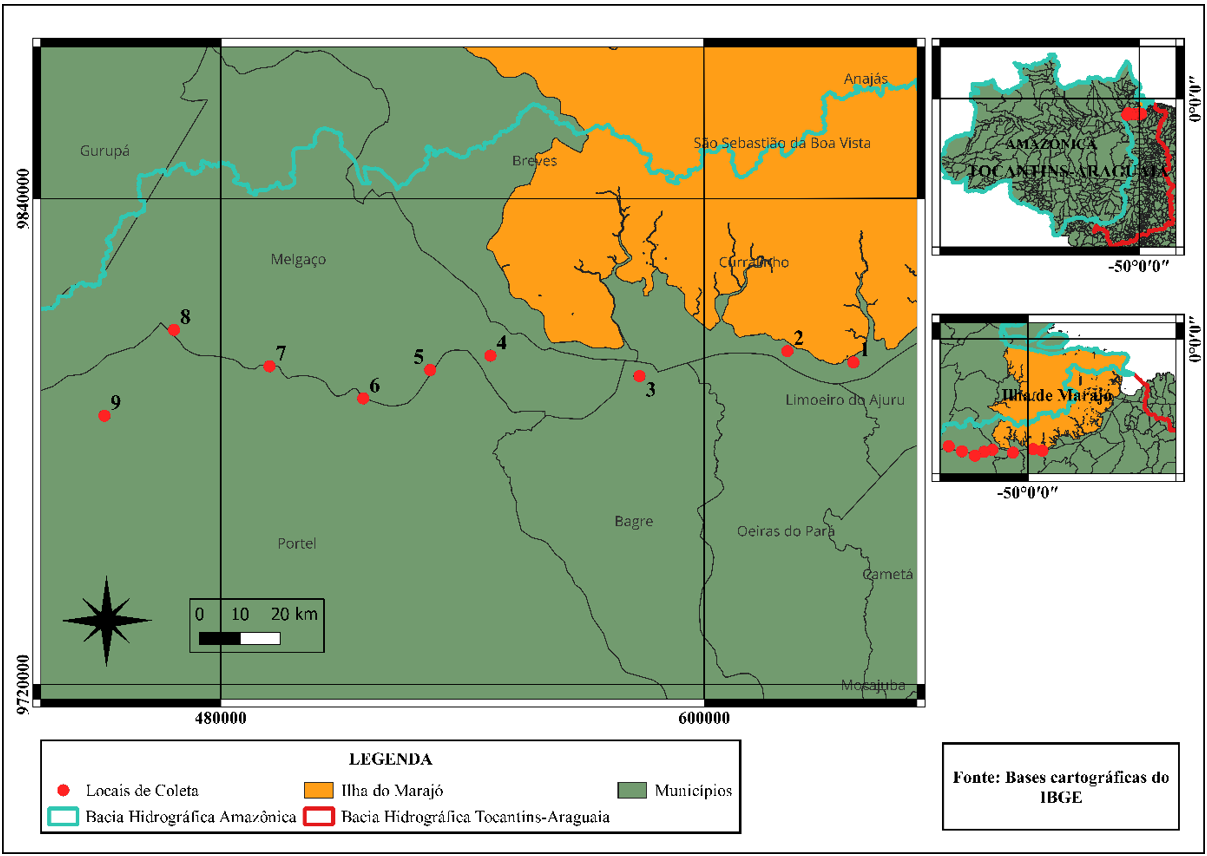 Anajás
São Sebastião da Boa Vista
Gurupá
Breves
Melgaço
Curralinho
8
7
6
5
4
3
2
1
9
Limoeiro do Ajuru
Bagre
Oeiras do Pará
Portel
Cametá
Mocajuba
0 10 20 km
9840000
9720000
480000
600000
AMAZÔNICA
TOCANTINS-ARAGUAIA
0°0'0"
-50°0'0"
Ilha de Marajó
0°0'0"
-50°0'0"
LEGENDA
Locais de Coleta
Ilha do Marajó
Municípios
Bacia Hidrográfica Amazônica
Bacia Hidrográfica Tocantins-Araguaia
Fonte: Bases cartográficas do
IBGE